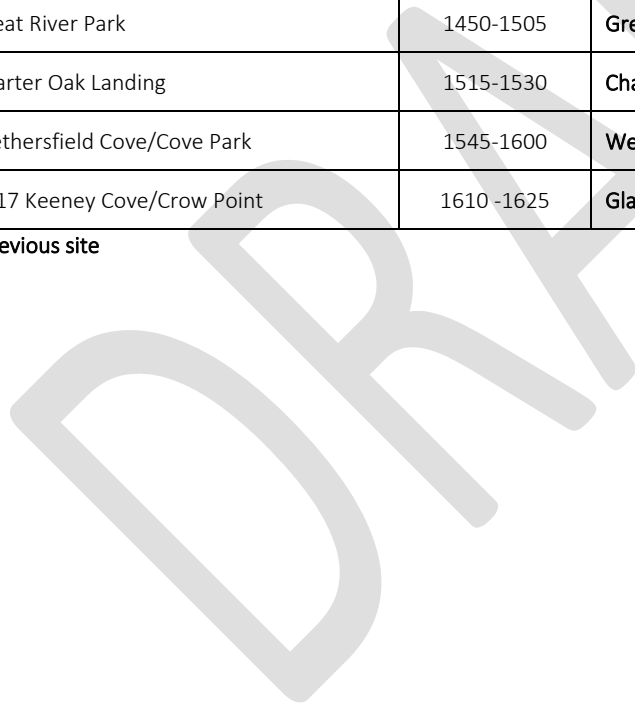 eat River Park 1450-1505 Gre
arter Oak Landing 1515-1530 Cha
ethersfield Cove/Cove Park 1545-1600 We
17 Keeney Cove/Crow Point 1610 -1625 Gla
evious site
DRA